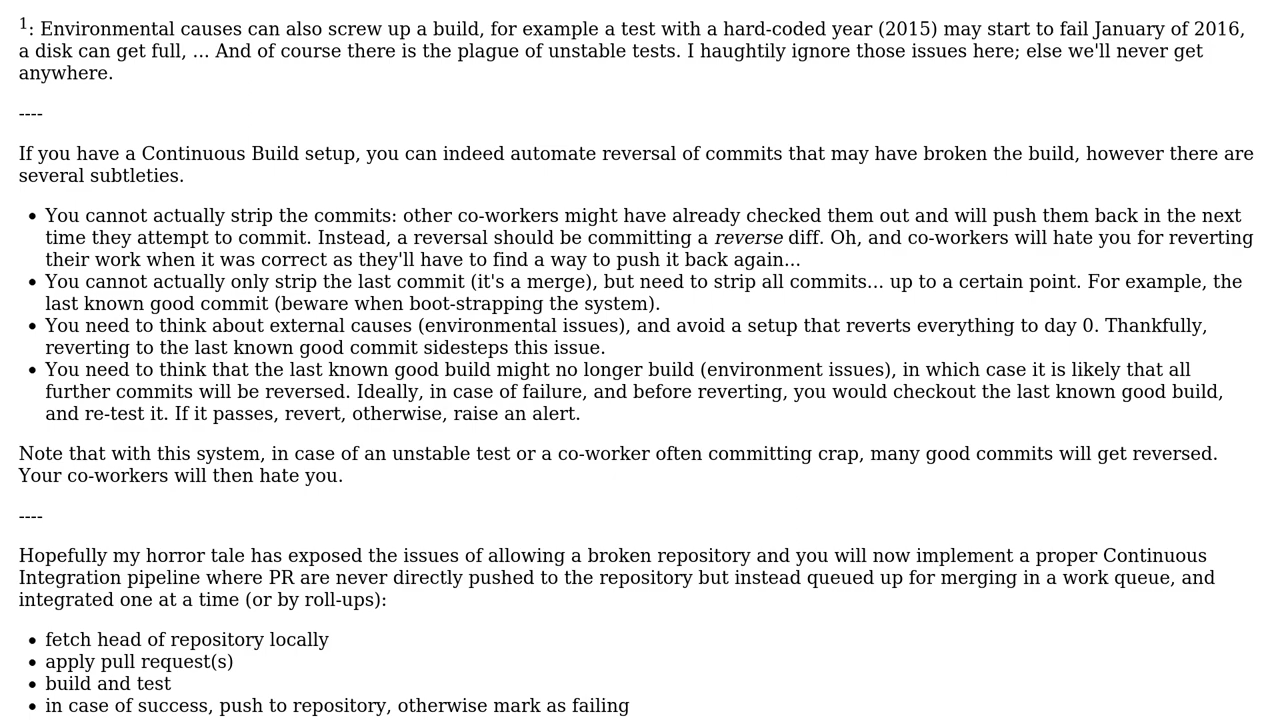 1: Environmental causes can also screw up a build, for example a test with a hard-coded year (2015) may start to fail January of 2016,
a disk can get full, ... And of course there is the plague of unstable tests. I haughtily ignore those issues here; else we'll never get
anywhere.
----
If you have a Continuous Build setup, you can indeed automate reversal of commits that may have broken the build, however there are
several subtleties.
• You cannot actually strip the commits: other co-workers might have already checked them out and will push them back in the next
time they attempt to commit. Instead, a reversal should be committing a reverse diff. Oh, and co-workers will hate you for reverting
their work when it was correct as they'll have to find a way to push it back again...
• You cannot actually only strip the last commit (it's a merge), but need to strip all commits... up to a certain point. For example, the
last known good commit (beware when boot-strapping the system).
• You need to think about external causes (environmental issues), and avoid a setup that reverts everything to day 0. Thankfully,
reverting to the last known good commit sidesteps this issue.
• You need to think that the last known good build might no longer build (environment issues), in which case it is likely that all
further commits will be reversed. Ideally, in case of failure, and before reverting, you would checkout the last known good build,
and re-test it. If it passes, revert, otherwise, raise an alert.
Note that with this system, in case of an unstable test or a co-worker often committing crap, many good commits will get reversed.
Your co-workers will then hate you.
----
Hopefully my horror tale has exposed the issues of allowing a broken repository and you will now implement a proper Continuous
Integration pipeline where PR are never directly pushed to the repository but instead queued up for merging in a work queue, and
integrated one at a time (or by roll-ups):
• fetch head of repository locally
• apply pull request(s)
• build and test
• in case of success, push to repository, otherwise mark as failing